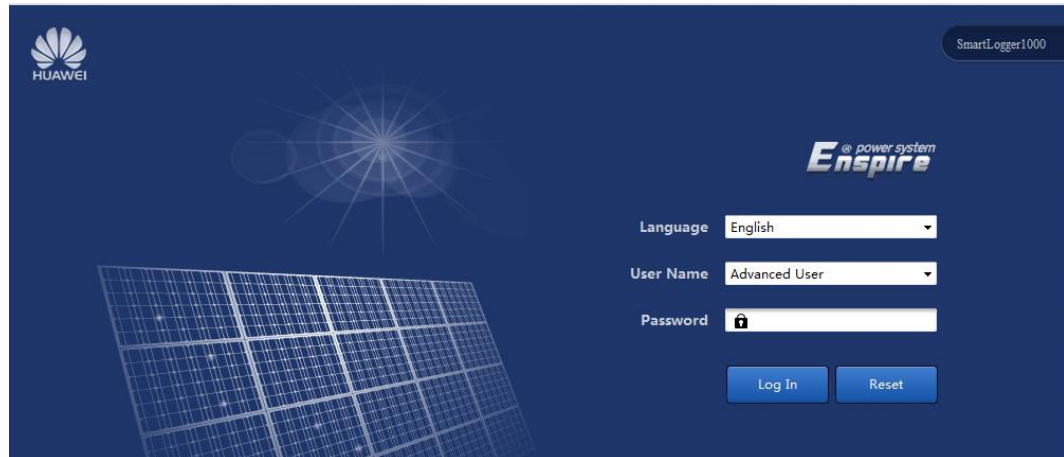 HUAWEI
SmartLogger1000
@ power system
Enspire
Language English
User Name Advanced User
Password
Log In Reset